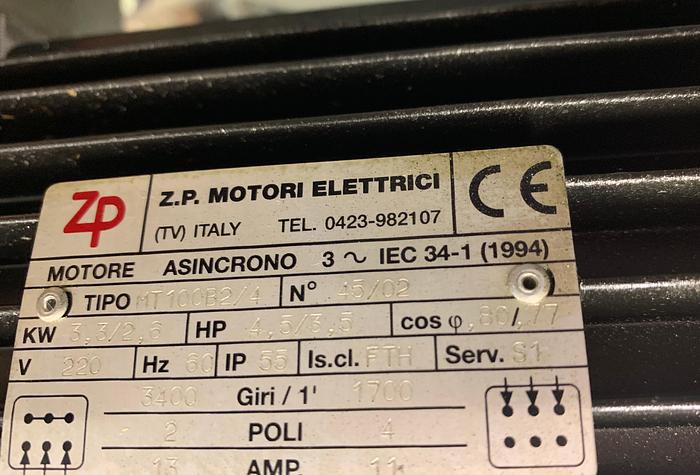 ZP Z.P. MOTORI ELETTRICI CE
(TV) ITALY TEL. 0423-982107
MOTORE ASINCRONO 3 ~ IEC 34-1 (1994)
TIPO MT100B2/4 N° 45/02
KW 3,3/2,6 HP 4,5/3,5 cos φ ,80/,77
V 220 Hz 60 IP 55 Is.cl. FTH Serv. S1
3400 Giri / 1' 1700
2 POLI 4
13 AMP. 11